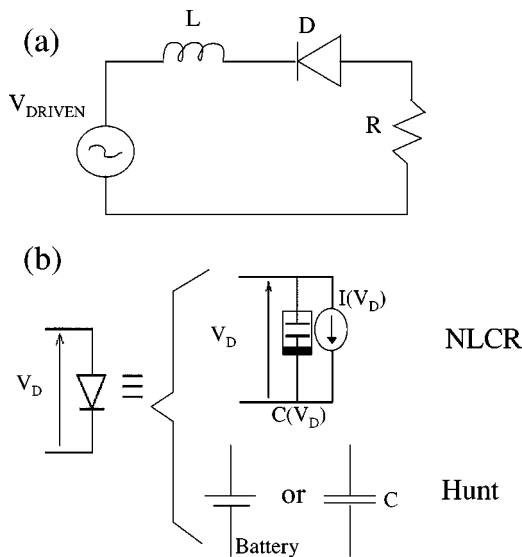 (a)
L
D
V_DRIVEN
R
(b)
V_D
V_D
I(V_D)
C(V_D)
NLCR
Battery
or
C
Hunt